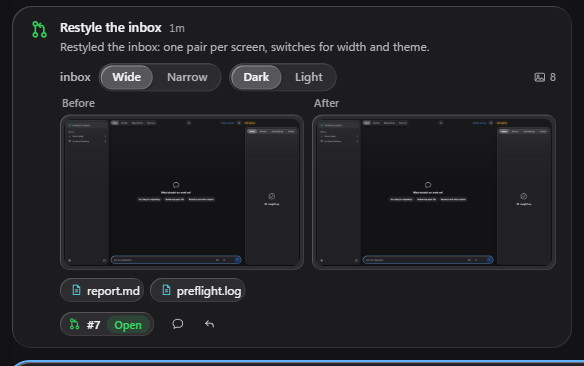 Restyle the inbox 1m
Restyled the inbox: one pair per screen, switches for width and theme.
inbox Wide Narrow Dark Light 8
Before After
report.md preflight.log
#7 Open